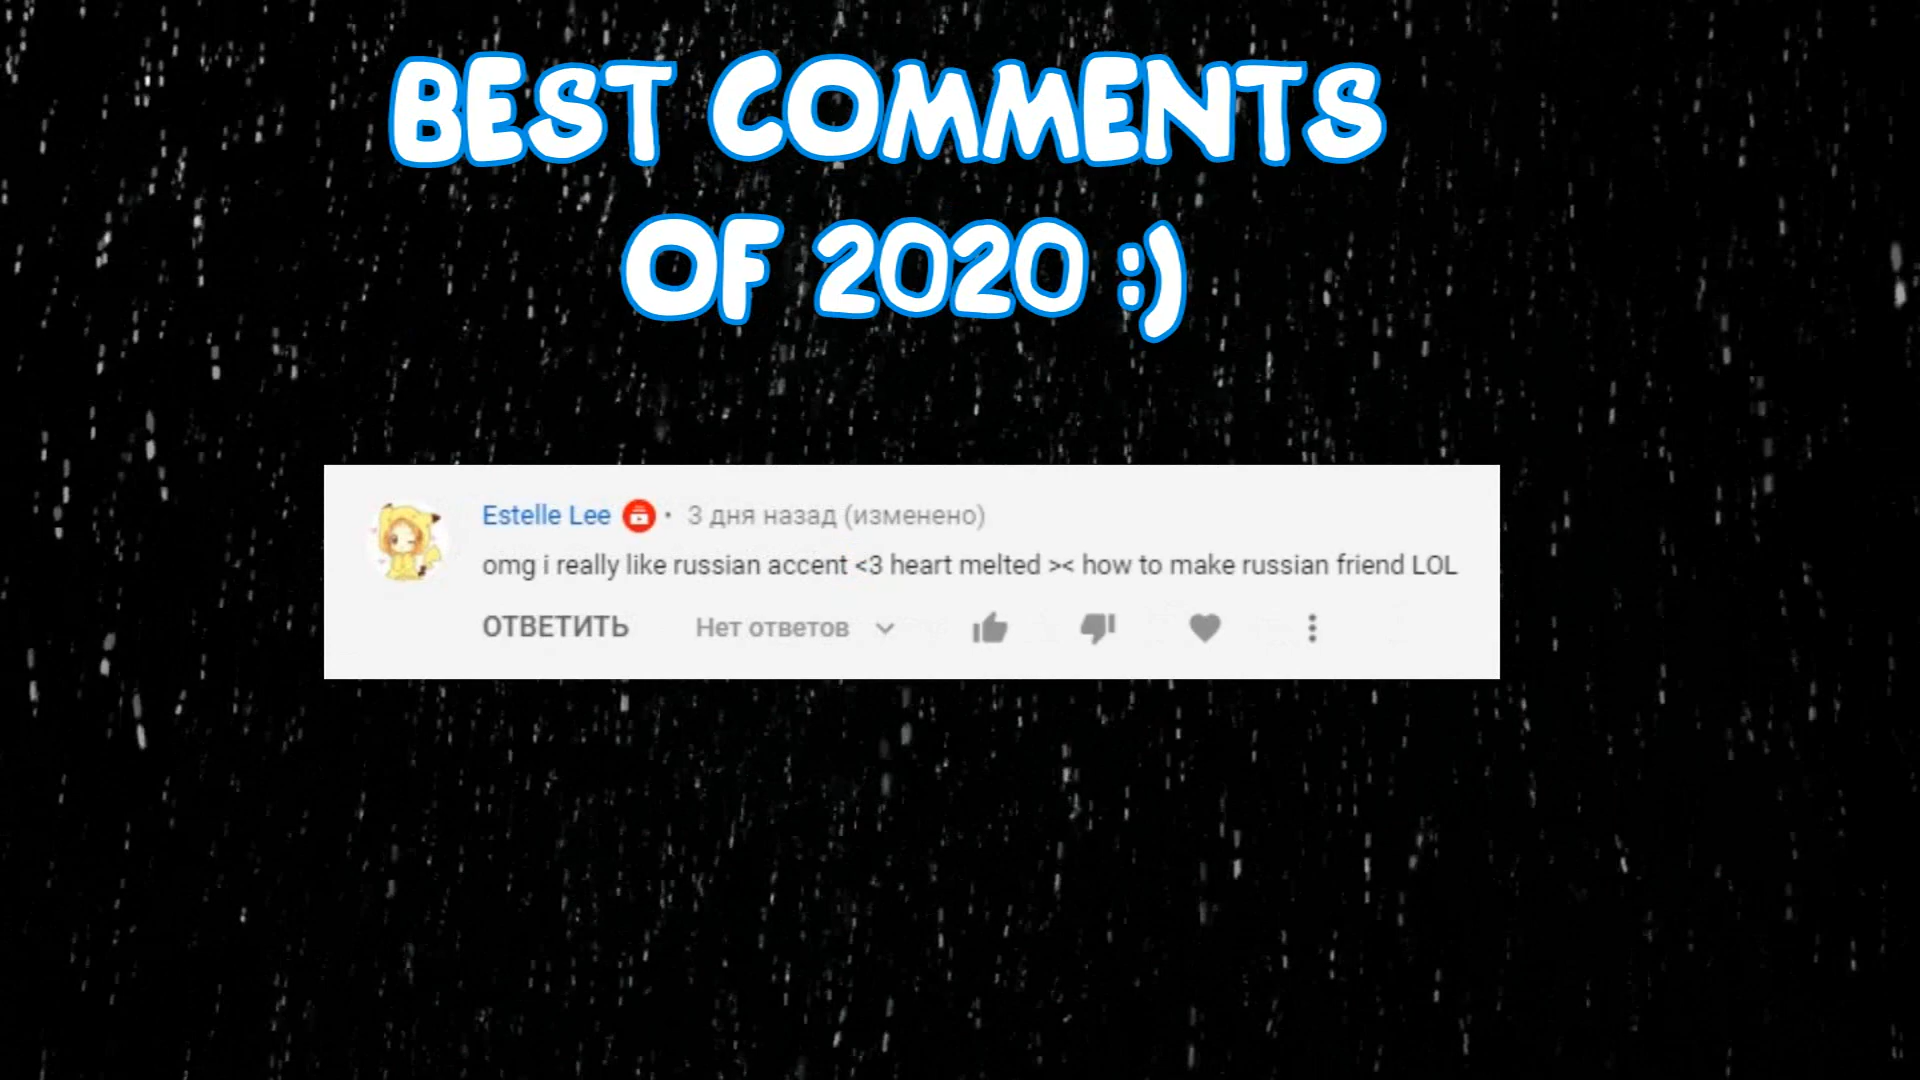 BEST COMMENTS
OF 2020 :)
Estelle Lee • 3 дня назад (изменено)
omg i really like russian accent <3 heart melted >< how to make russian friend LOL
ОТВЕТИТЬ Нет ответов